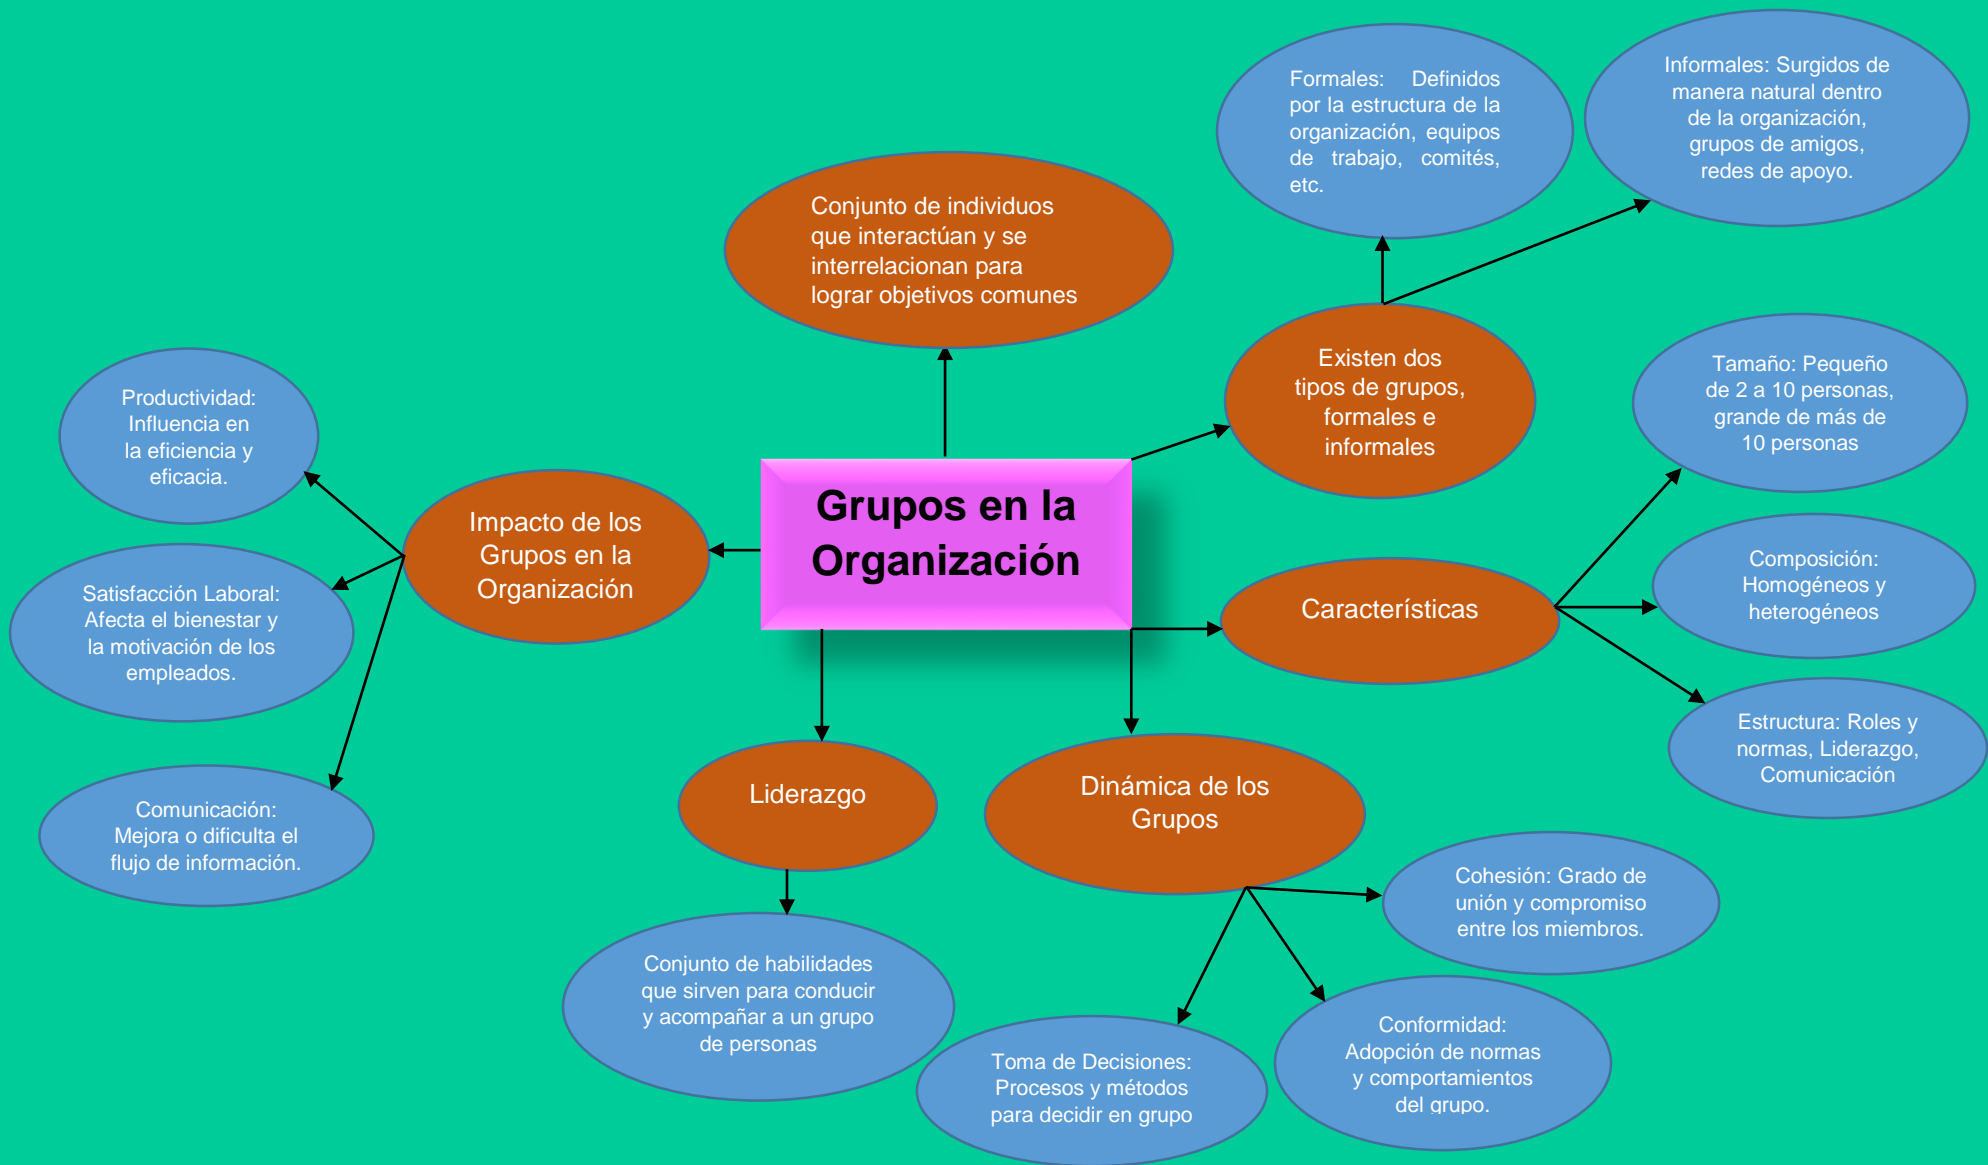 Formales: Definidos
por la estructura de la
organización, equipos
de trabajo, comités,
etc.
Informales: Surgidos de
manera natural dentro
de la organización,
grupos de amigos,
redes de apoyo.
Conjunto de individuos
que interactúan y se
interrelacionan para
lograr objetivos comunes
Existen dos
tipos de grupos,
formales e
informales
Tamaño: Pequeño
de 2 a 10 personas,
grande de más de
10 personas
Productividad:
Influencia en
la eficiencia y
eficacia.
Grupos en la
Organización
Impacto de los
Grupos en la
Organización
Composición:
Homogéneos y
heterogéneos
Característicias
Satisfacción Laboral:
Afecta el bienestar y
la motivación de los
empleados.
Estructura: Roles y
normas, Liderazgo,
Comunicación
Liderazgo
Dinámica de los
Grupos
Comunicación:
Mejora o dificulta el
flujo de información.
Cohesión: Grado de
unión y compromiso
entre los miembros.
Conjunto de habilidades
que sirven para conducir
y acompañar a un grupo
de personas
Toma de Decisiones:
Procesos y métodos
para decidir en grupo
Conformidad:
Adopción de normas
y comportamientos
del grupo.